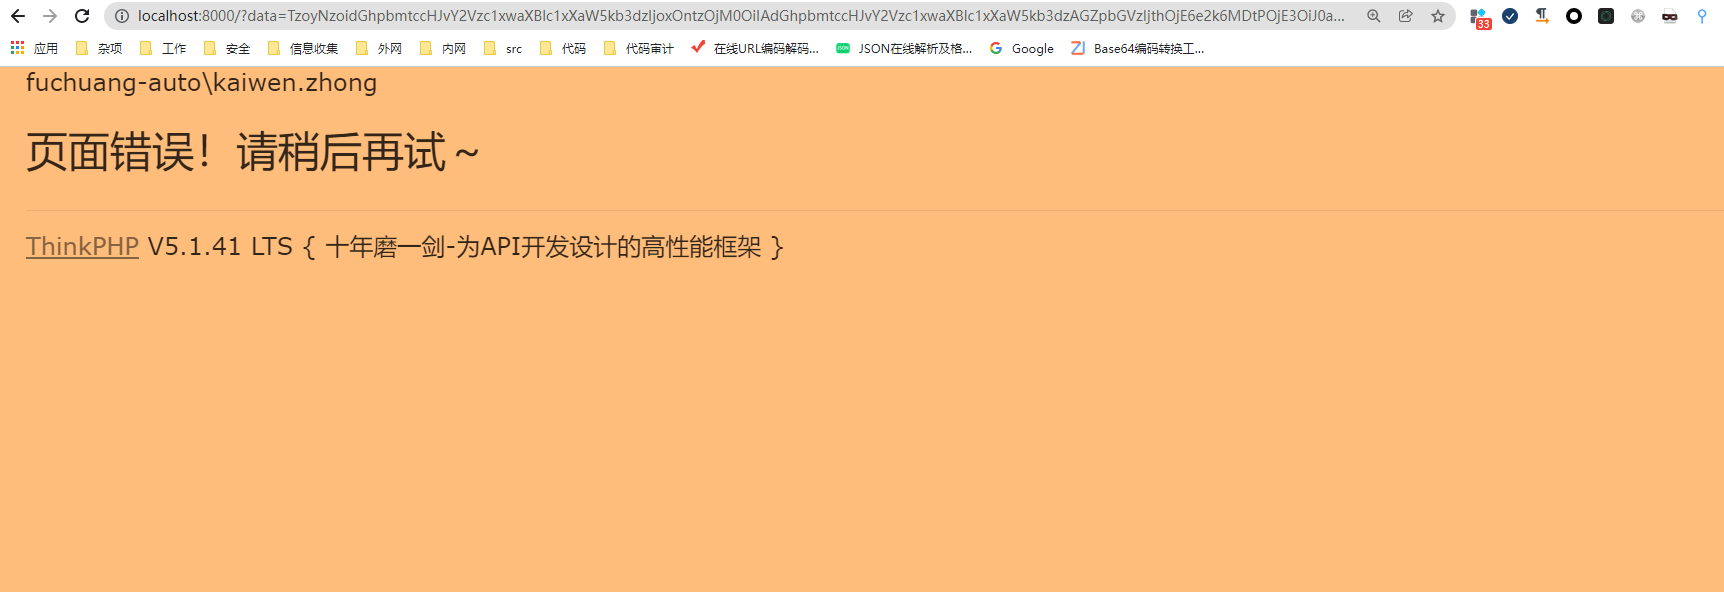 localhost:8000/?data=TzoyNzoidGhpbmtccHJvY2Vzc1xwaXBlc1xXaW5kb3dzIjoxOntzOjM0OiIAdGhpbmtccHJvY2Vzc1xwaXBlc1xXaW5kb3dzAGZpbGVzIjthOjE6e2k6MDtPOjE3OiJ0a...
33
应用 杂项 工作 安全 信息收集 外网 内网 src 代码 代码审计 在线URL编码解码... JSON在线解析及格... Google Base64编码转换工...
fuchuang-auto\kaiwen.zhong
页面错误！请稍后再试～
ThinkPHP V5.1.41 LTS { 十年磨一剑-为API开发设计的高性能框架 }